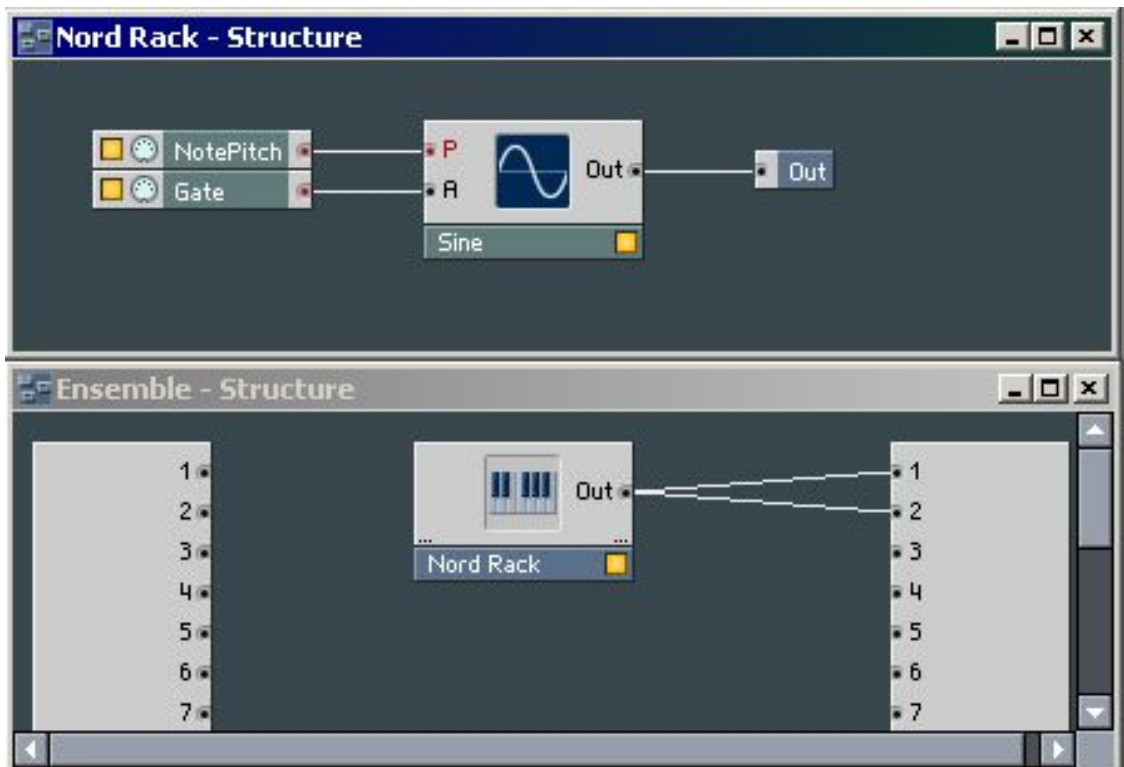 Nord Rack - Structure
NotePitch
Gate
P
A
Out
Sine
Out
Ensemble - Structure
1
2
3
4
5
6
7
Out
...
...
Nord Rack
1
2
3
4
5
6
7